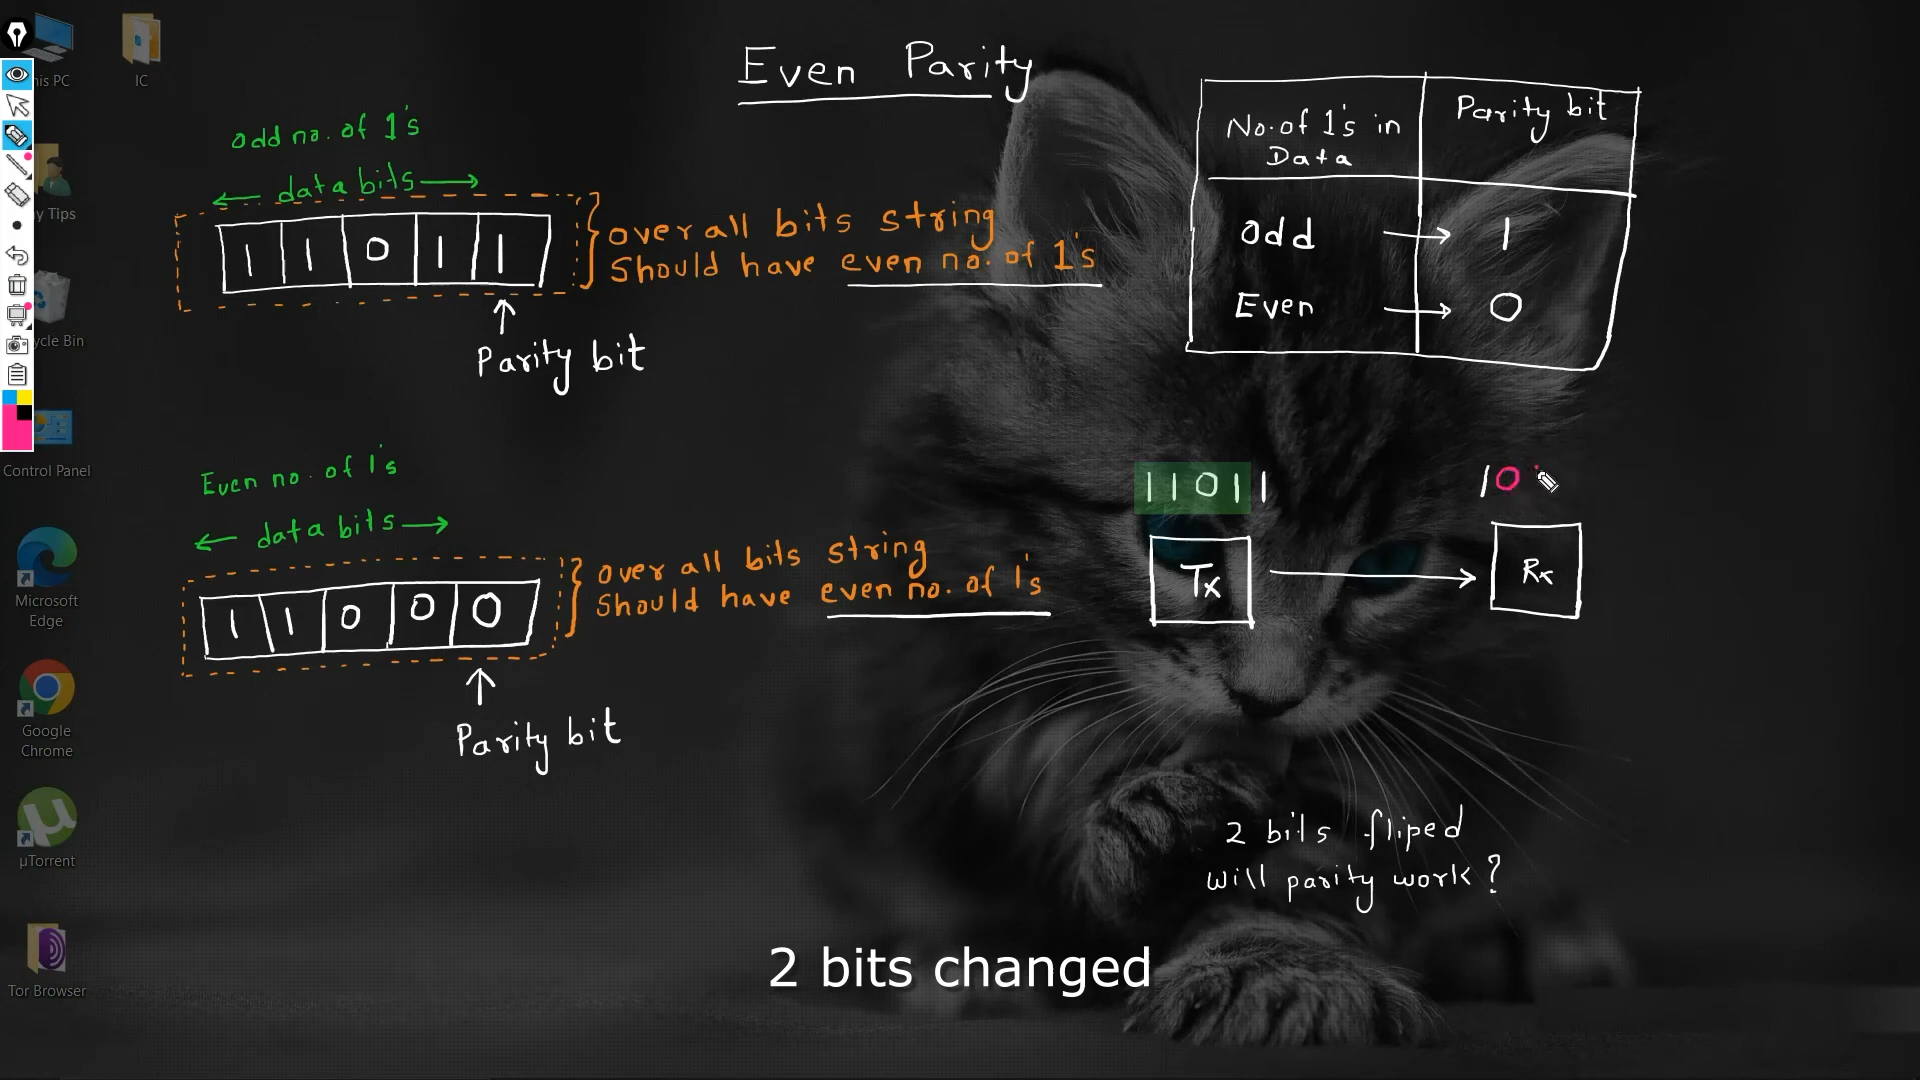 Even Parity
IC
his PC
y Tips
ycle Bin
Control Panel
Microsoft
Edge
Google
Chrome
µTorrent
Tor Browser
Odd no. of 1's
data bits
1 1 0 1 1
overall bits string
Should have even no. of 1's
Parity bit
No. of 1's in
Data
Parity bit
Odd → 1
Even → 0
Even no. of 1's
data bits
1 1 0 0 0
over all bits string
Should have even no. of 1's
Parity bit
11011
10
Tx
Rx
2 bits fliped
will parity work?
2 bits changed